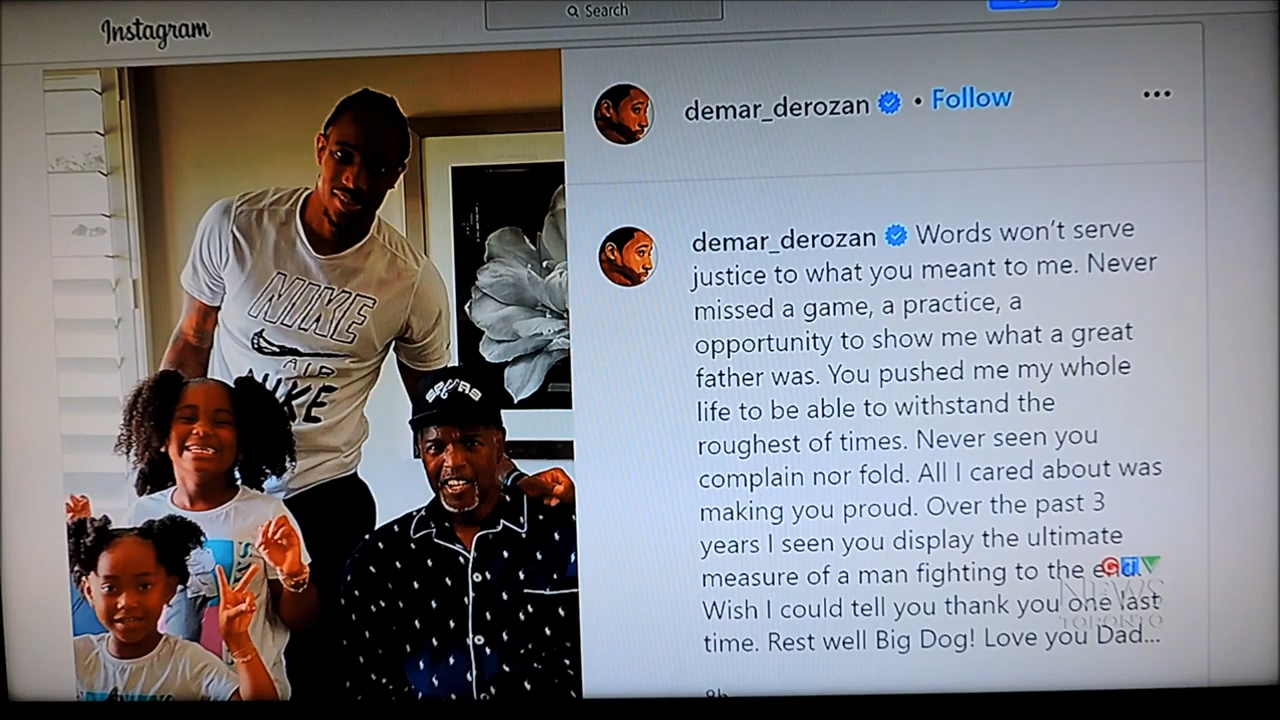 Instagram
Search
demar_derozan • Follow
demar_derozan Words won't serve
justice to what you meant to me. Never
missed a game, a practice, a
opportunity to show me what a great
father was. You pushed me my whole
life to be able to withstand the
roughest of times. Never seen you
complain nor fold. All I cared about was
making you proud. Over the past 3
years I seen you display the ultimate
measure of a man fighting to the end.
Wish I could tell you thank you one last
time. Rest well Big Dog! Love you Dad...
8h
NIKE
AIR
NIKE
SPURS
CTV
NEWS
TORONTO